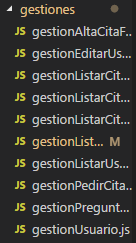 gestiones
JS gestionAltaCitaF...
JS gestionEditarUs...
JS gestionListarCit...
JS gestionListarCit...
JS gestionListarCit...
JS gestionList... M
JS gestionListarUs...
JS gestionPedirCita...
JS gestionPregunt...
JS gestionUsuario.js